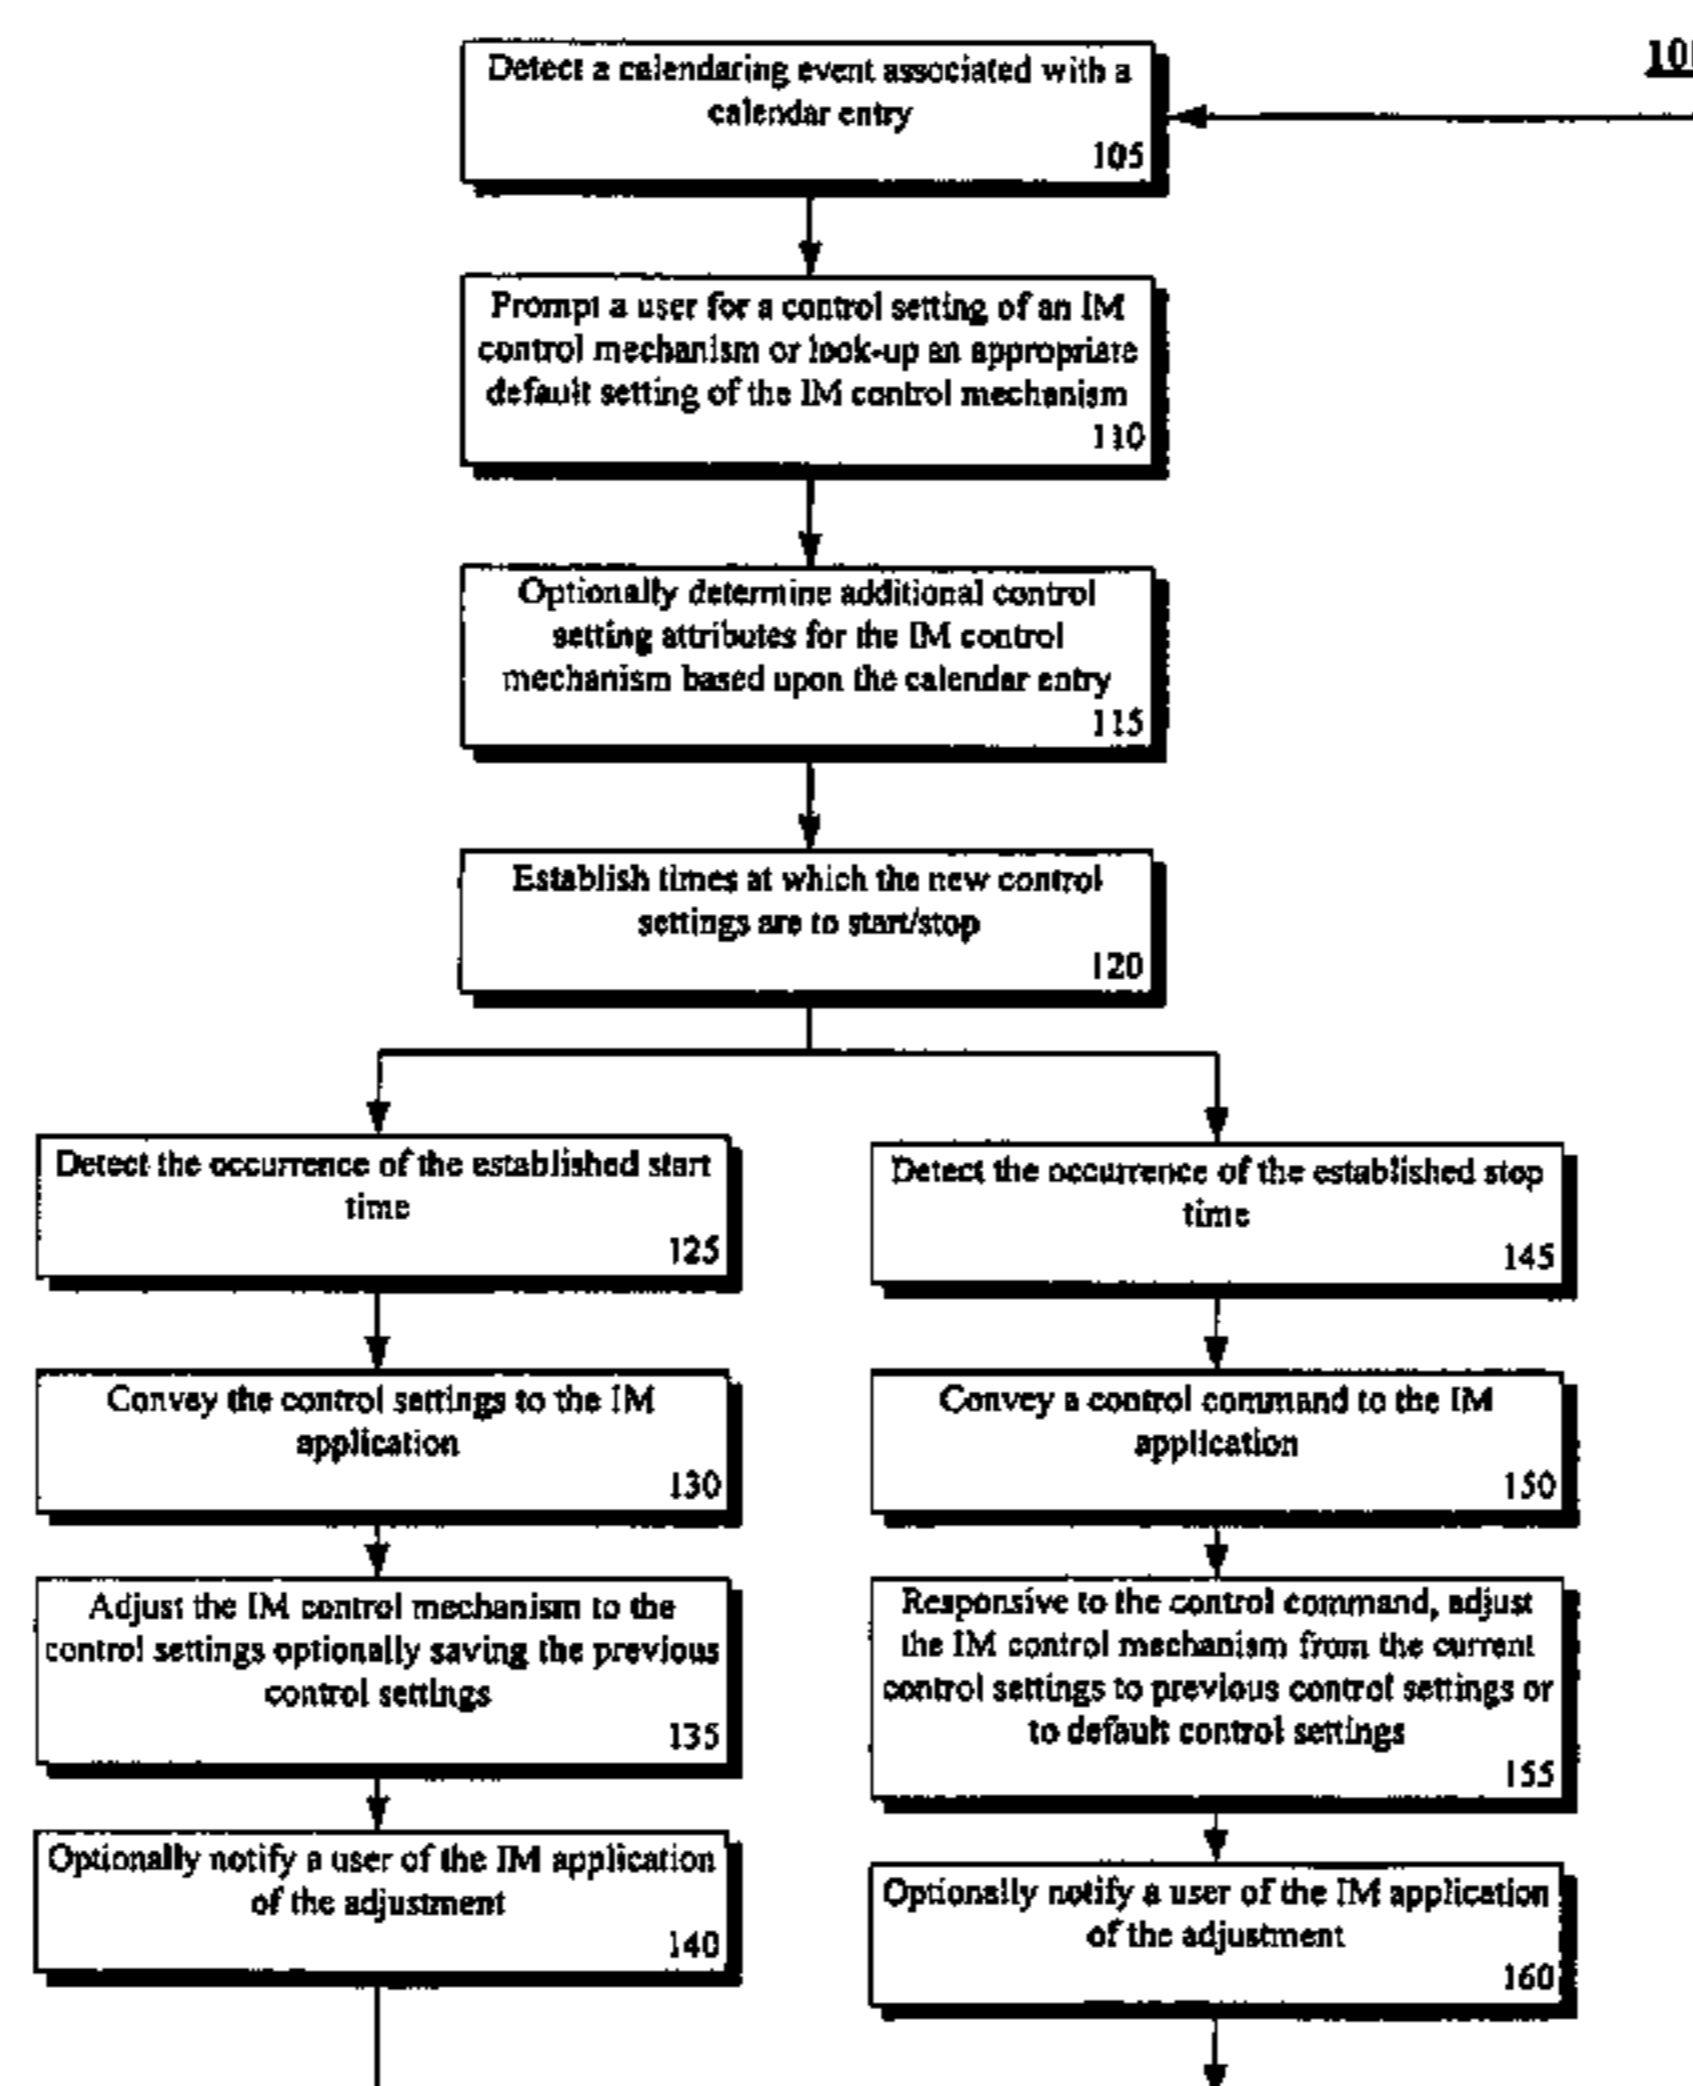 10
Detect a calendaring event associated with a
calendar entry
105
Prompt a user for a control setting of an IM
control mechanism or look-up an appropriate
default setting of the IM control mechanism
110
Optionally determine additional control
setting attributes for the IM control
mechanism based upon the calendar entry
115
Establish times at which the new control
settings are to start/stop
120
Detect the occurrence of the established start
time
125
Convey the control settings to the IM
application
130
Adjust the IM control mechanism to the
control settings optionally saving the previous
control settings
135
Optionally notify a user of the IM application
of the adjustment
140
Detect the occurrence of the established stop
time
145
Convey a control command to the IM
application
150
Responsive to the control command, adjust
the IM control mechanism from the current
control settings to previous control settings or
to default control settings
155
Optionally notify a user of the IM application
of the adjustment
160